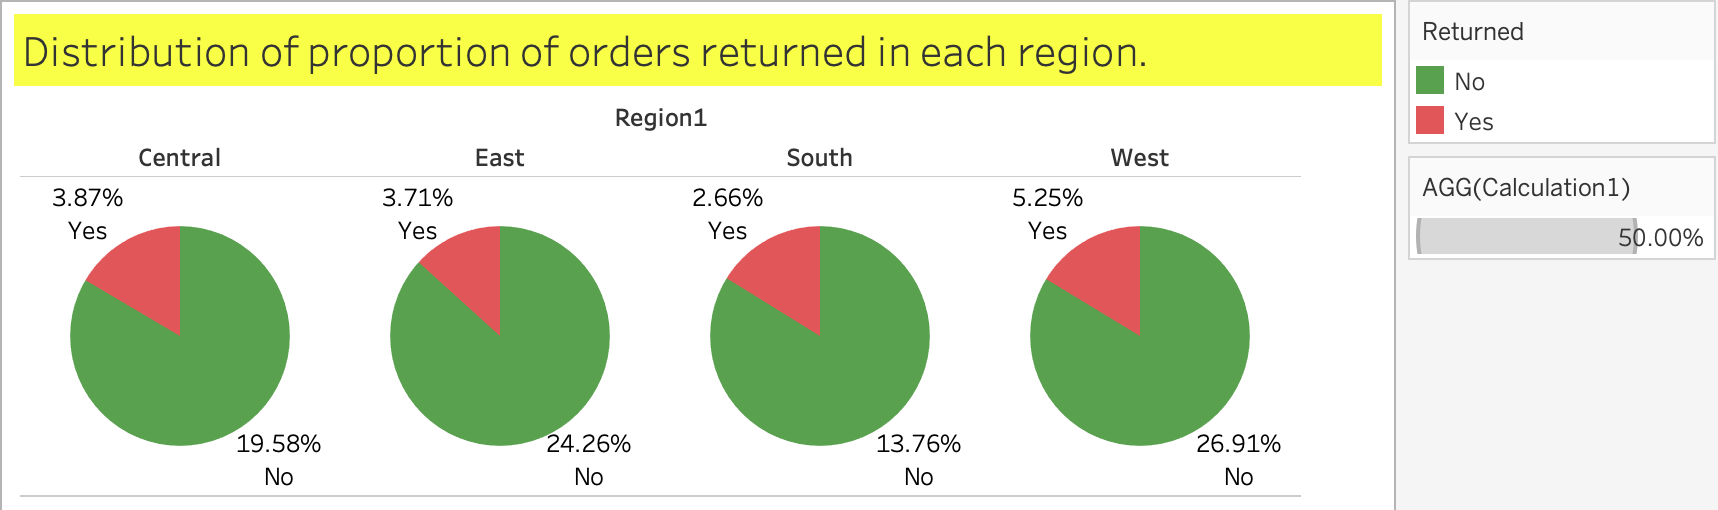 Distribution of proportion of orders returned in each region.
Region1
Central East South West
3.87% 3.71% 2.66% 5.25%
Yes Yes Yes Yes
19.58% 24.26% 13.76% 26.91%
No No No No
Returned
No
Yes
AGG(Calculation1)
50.00%